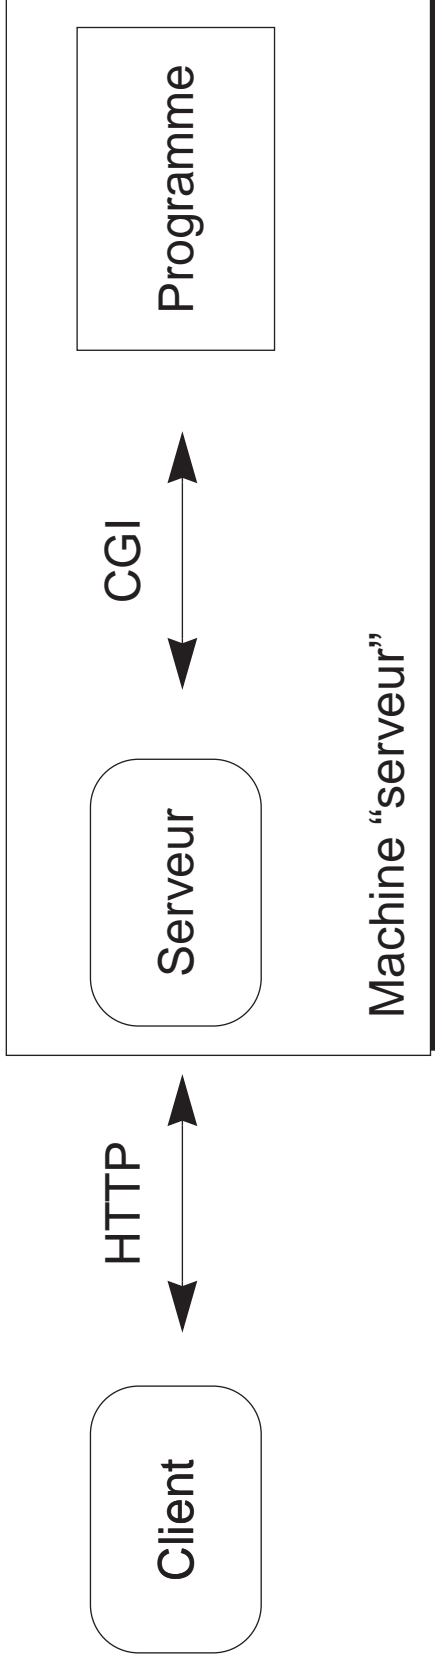 Client
HTTP
Serveur
CGI
Programme
Machine “serveur”